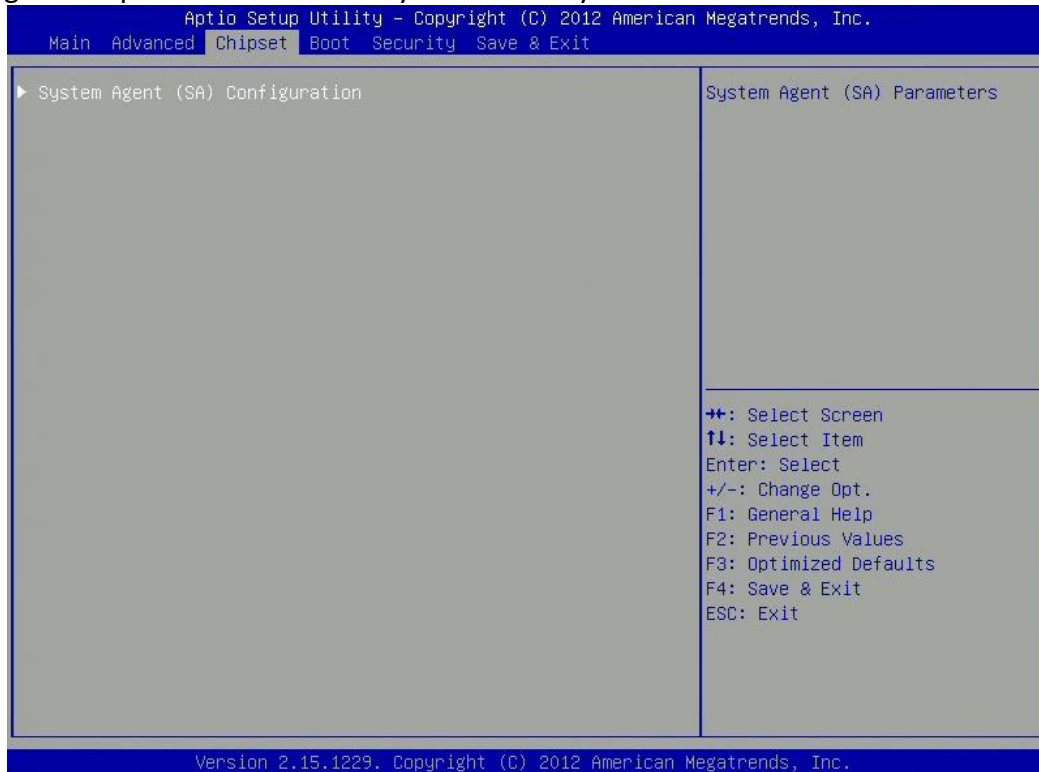 Aptio Setup Utility – Copyright (C) 2012 American Megatrends, Inc.
Main Advanced Chipset Boot Security Save & Exit
System Agent (SA) Configuration
System Agent (SA) Parameters
→←: Select Screen
↑↓: Select Item
Enter: Select
+/-: Change Opt.
F1: General Help
F2: Previous Values
F3: Optimized Defaults
F4: Save & Exit
ESC: Exit
Version 2.15.1229. Copyright (C) 2012 American Megatrends, Inc.